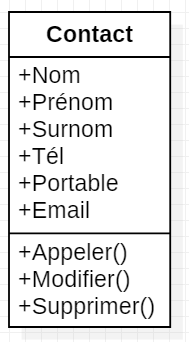 Contact
+Nom
+Prénom
+Surnom
+Tél
+Portable
+Email
+Appeler()
+Modifier()
+Supprimer()